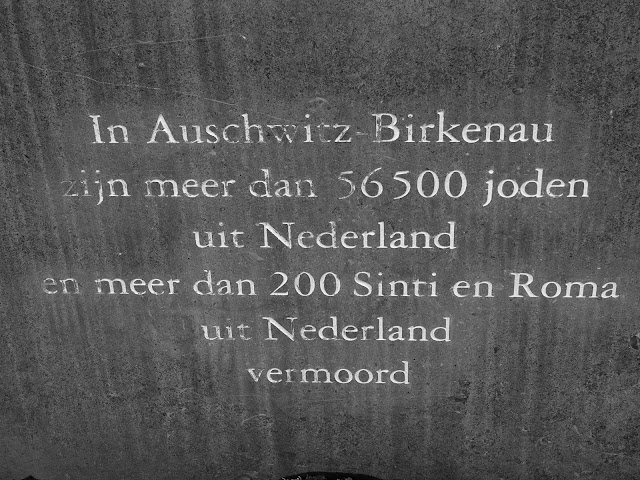 In Auschwitz-Birkenau
zijn meer dan 56500 joden
uit Nederland
en meer dan 200 Sinti en Roma
uit Nederland
vermoord